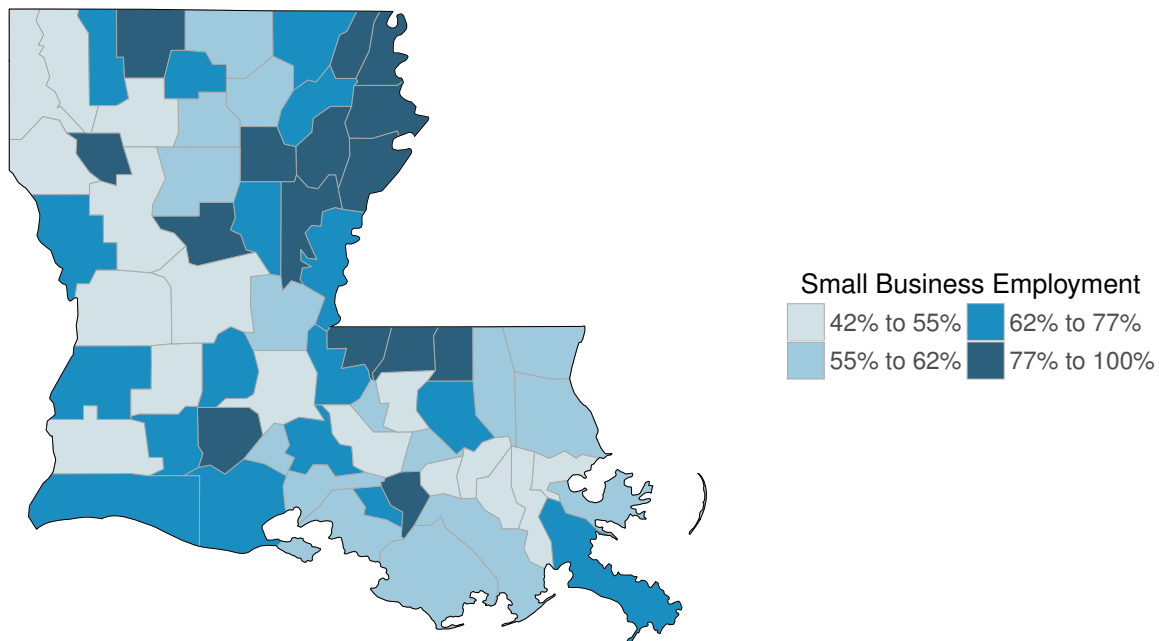 Small Business Employment
42% to 55% 62% to 77%
55% to 62% 77% to 100%